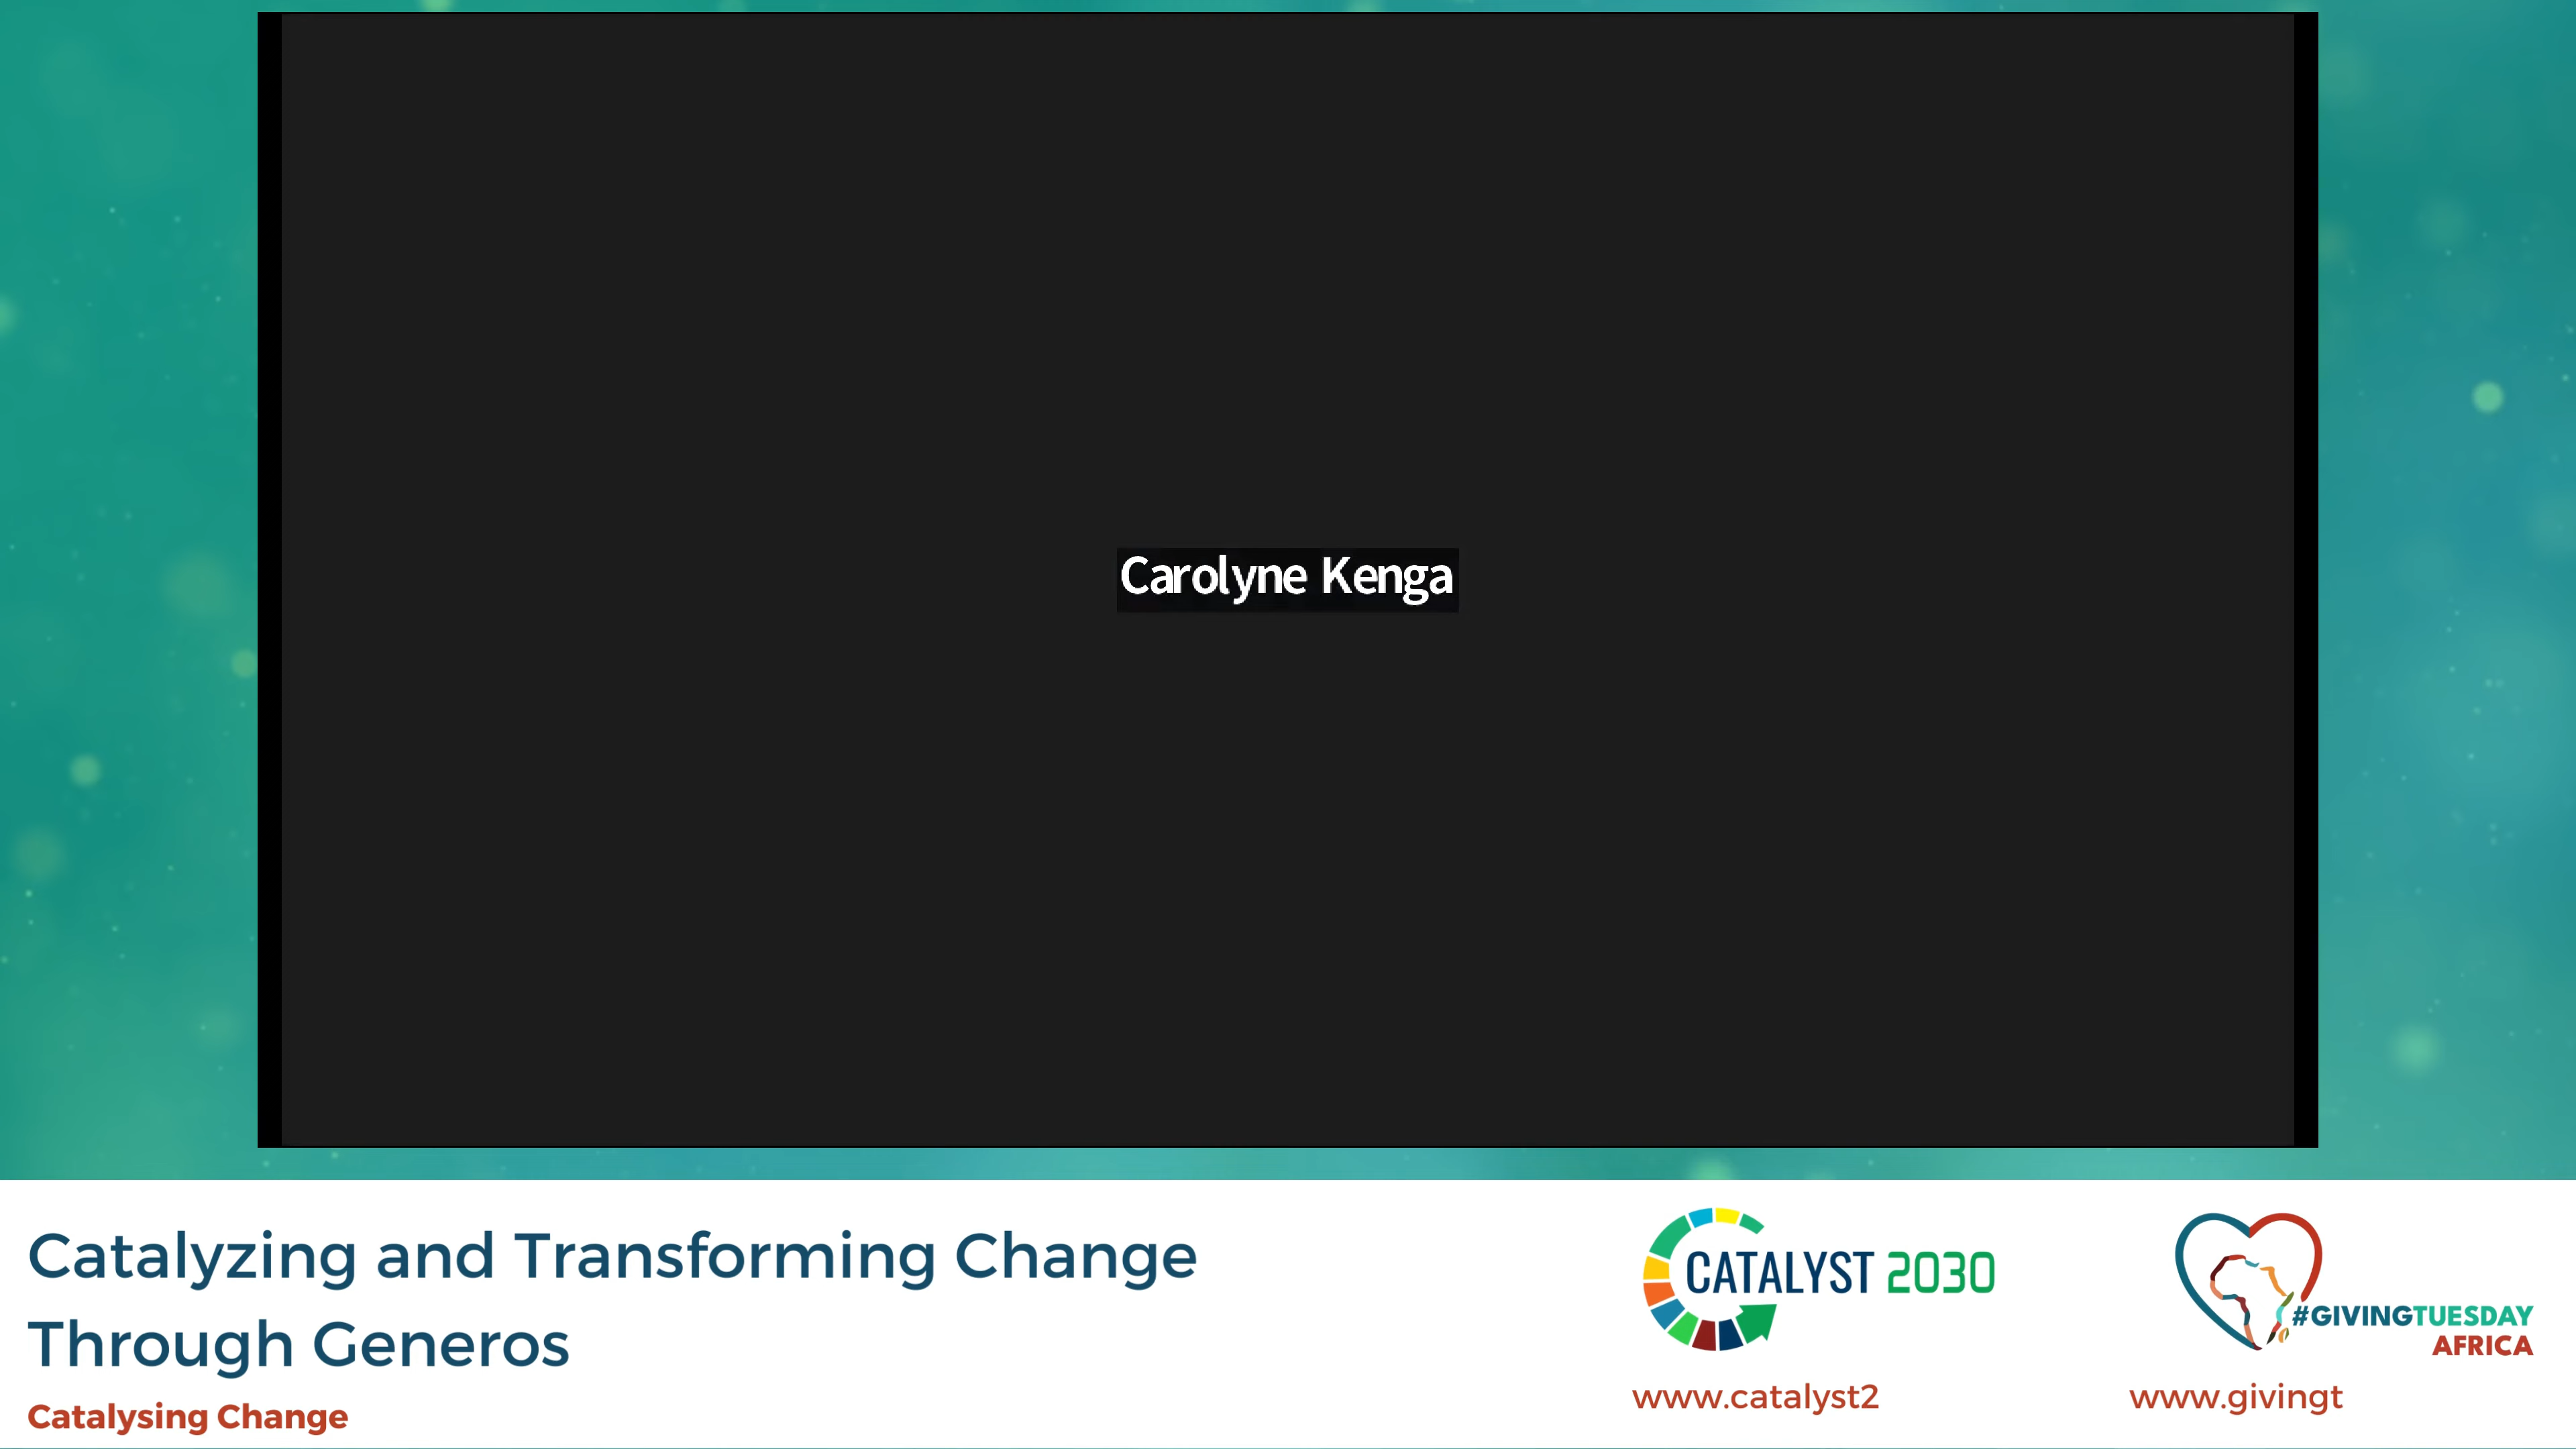 Carolyne Kenga
Catalyzing and Transforming Change
Through Generos
Catalysing Change
CATALYST 2030
www.catalyst2
#GIVINGTUESDAY
AFRICA
www.givingt